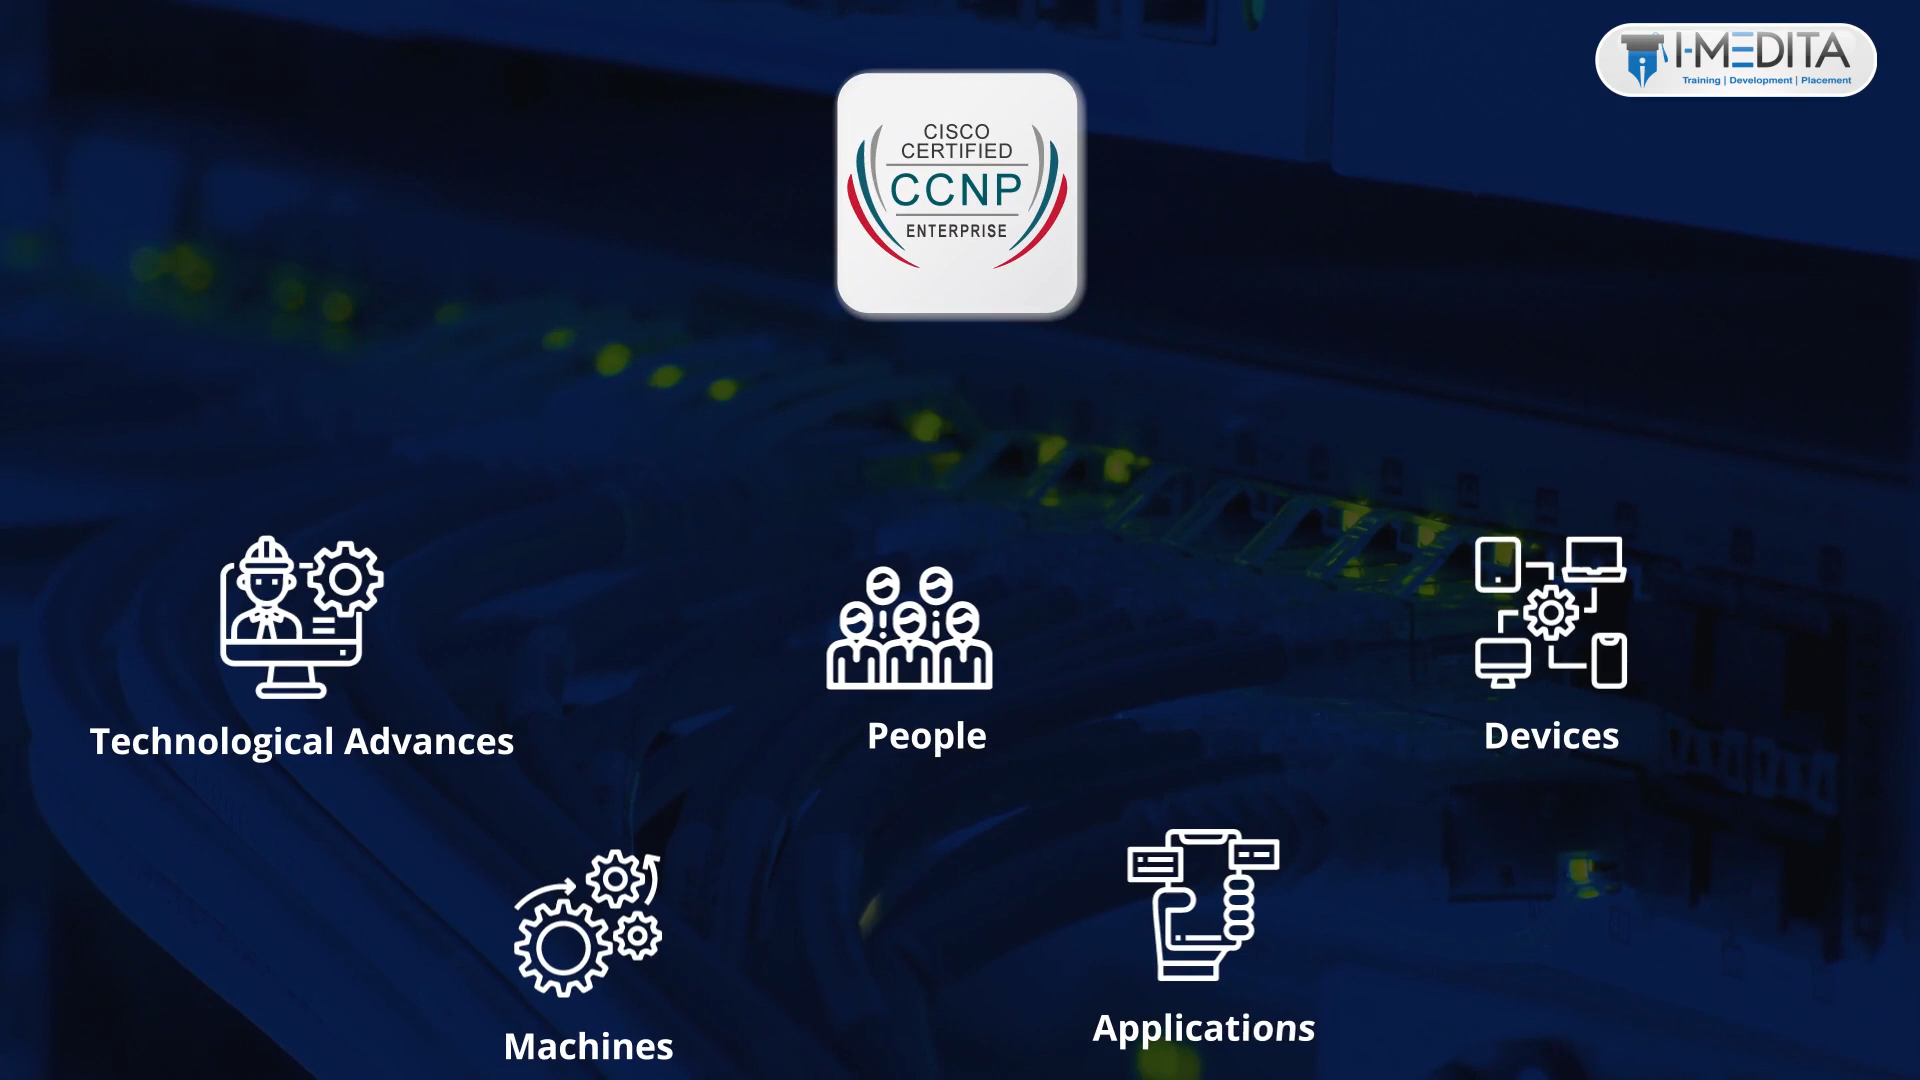 I-MEDITA
Training | Development | Placement
CISCO
CERTIFIED
CCNP
ENTERPRISE
Technological Advances
People
Devices
Machines
Applications